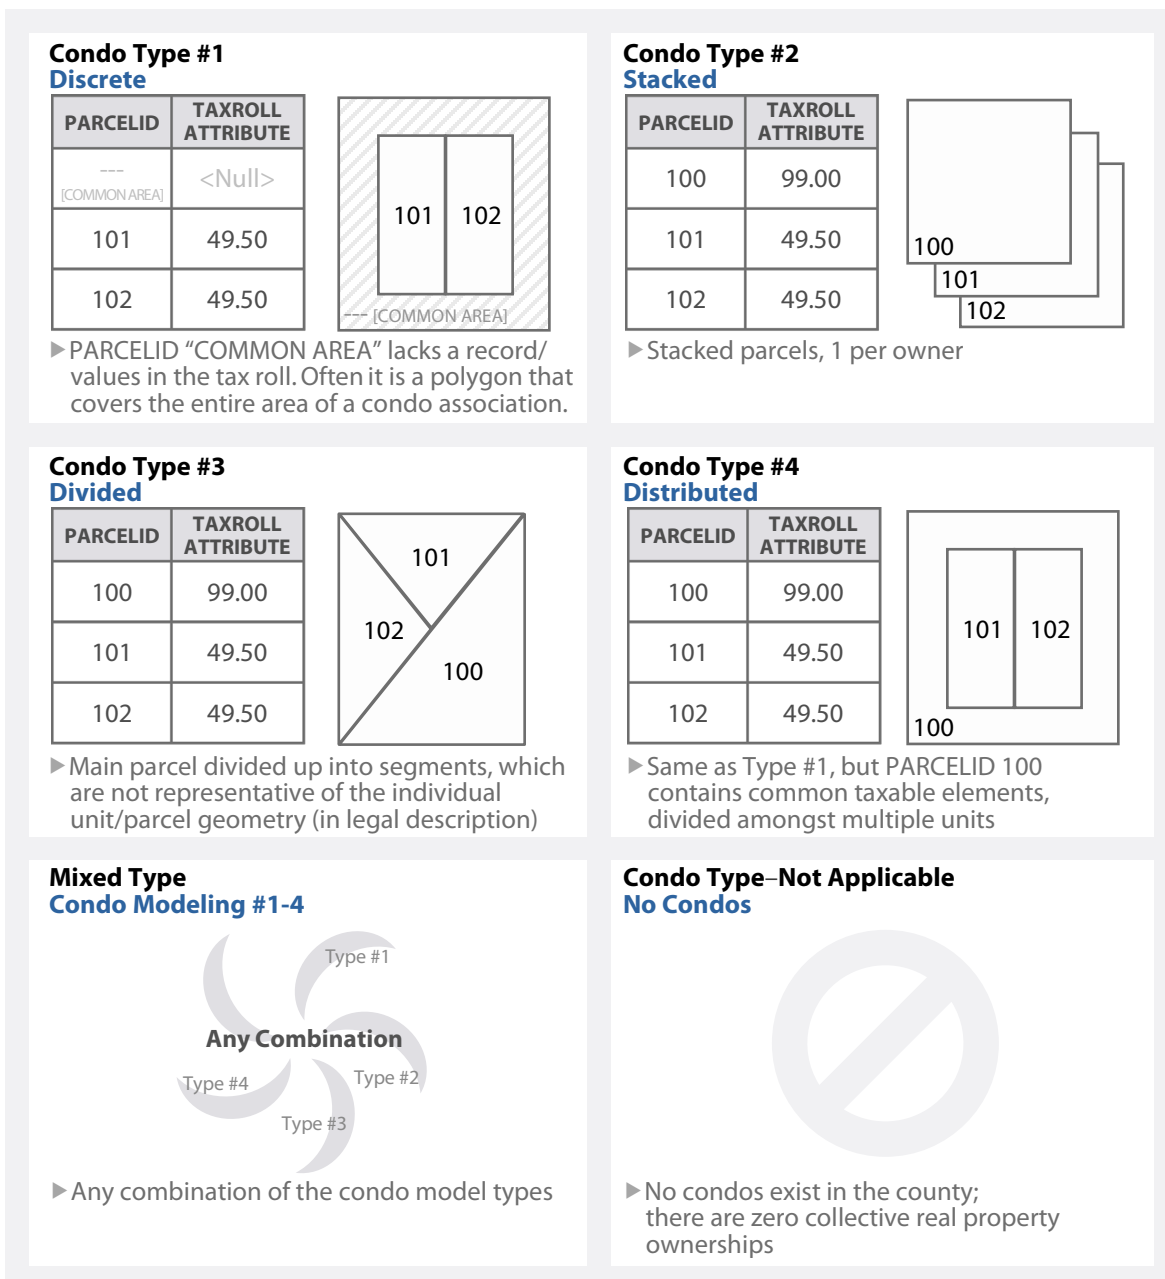 Condo Type #1
Discrete
PARCELID TAXROLL ATTRIBUTE
--- [COMMON AREA] <Null>
101 49.50
102 49.50
101 102
--- [COMMON AREA]
PARCELID “COMMON AREA” lacks a record/
values in the tax roll. Often it is a polygon that
covers the entire area of a condo association.
Condo Type #2
Stacked
PARCELID TAXROLL ATTRIBUTE
100 99.00
101 49.50
102 49.50
100
101
102
Stacked parcels, 1 per owner
Condo Type #3
Divided
PARCELID TAXROLL ATTRIBUTE
100 99.00
101 49.50
102 49.50
101
102
100
Main parcel divided up into segments, which
are not representative of the individual
unit/parcel geometry (in legal description)
Condo Type #4
Distributed
PARCELID TAXROLL ATTRIBUTE
100 99.00
101 49.50
102 49.50
101 102
100
Same as Type #1, but PARCELID 100
contains common taxable elements,
divided amongst multiple units
Mixed Type
Condo Modeling #1-4
Type #1
Any Combination
Type #2
Type #4
Type #3
Any combination of the condo model types
Condo Type–Not Applicable
No Condos
No condos exist in the county;
there are zero collective real property
ownerships